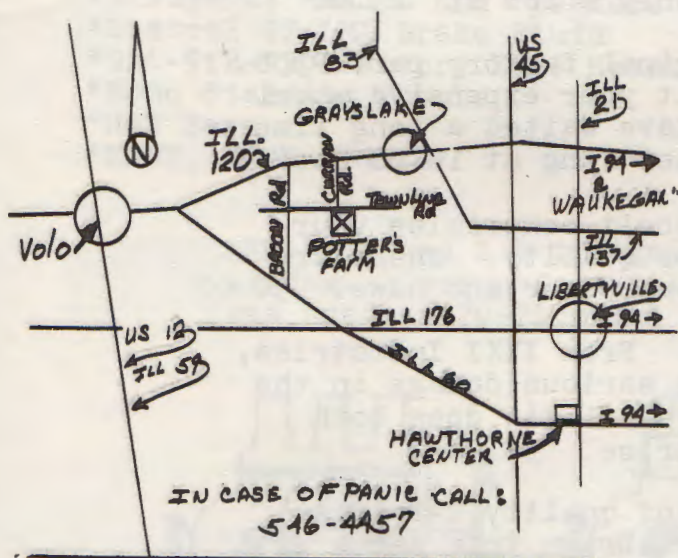 ILL
83
US
45
ILL
21
GRAYSLAKE
ILL.
120
CURRAN
Rd.
BACON Rd
TOWNLINE
Rd
I 94
&
WAUKEGAN
N
Volo
POTTER'S
FARM
ILL
137
LIBERTYVILLE
US 12
ILL 59
ILL 176
I 94
ILL 60
I 94
HAWTHORNE
CENTER
IN CASE OF PANIC CALL:
546-4457